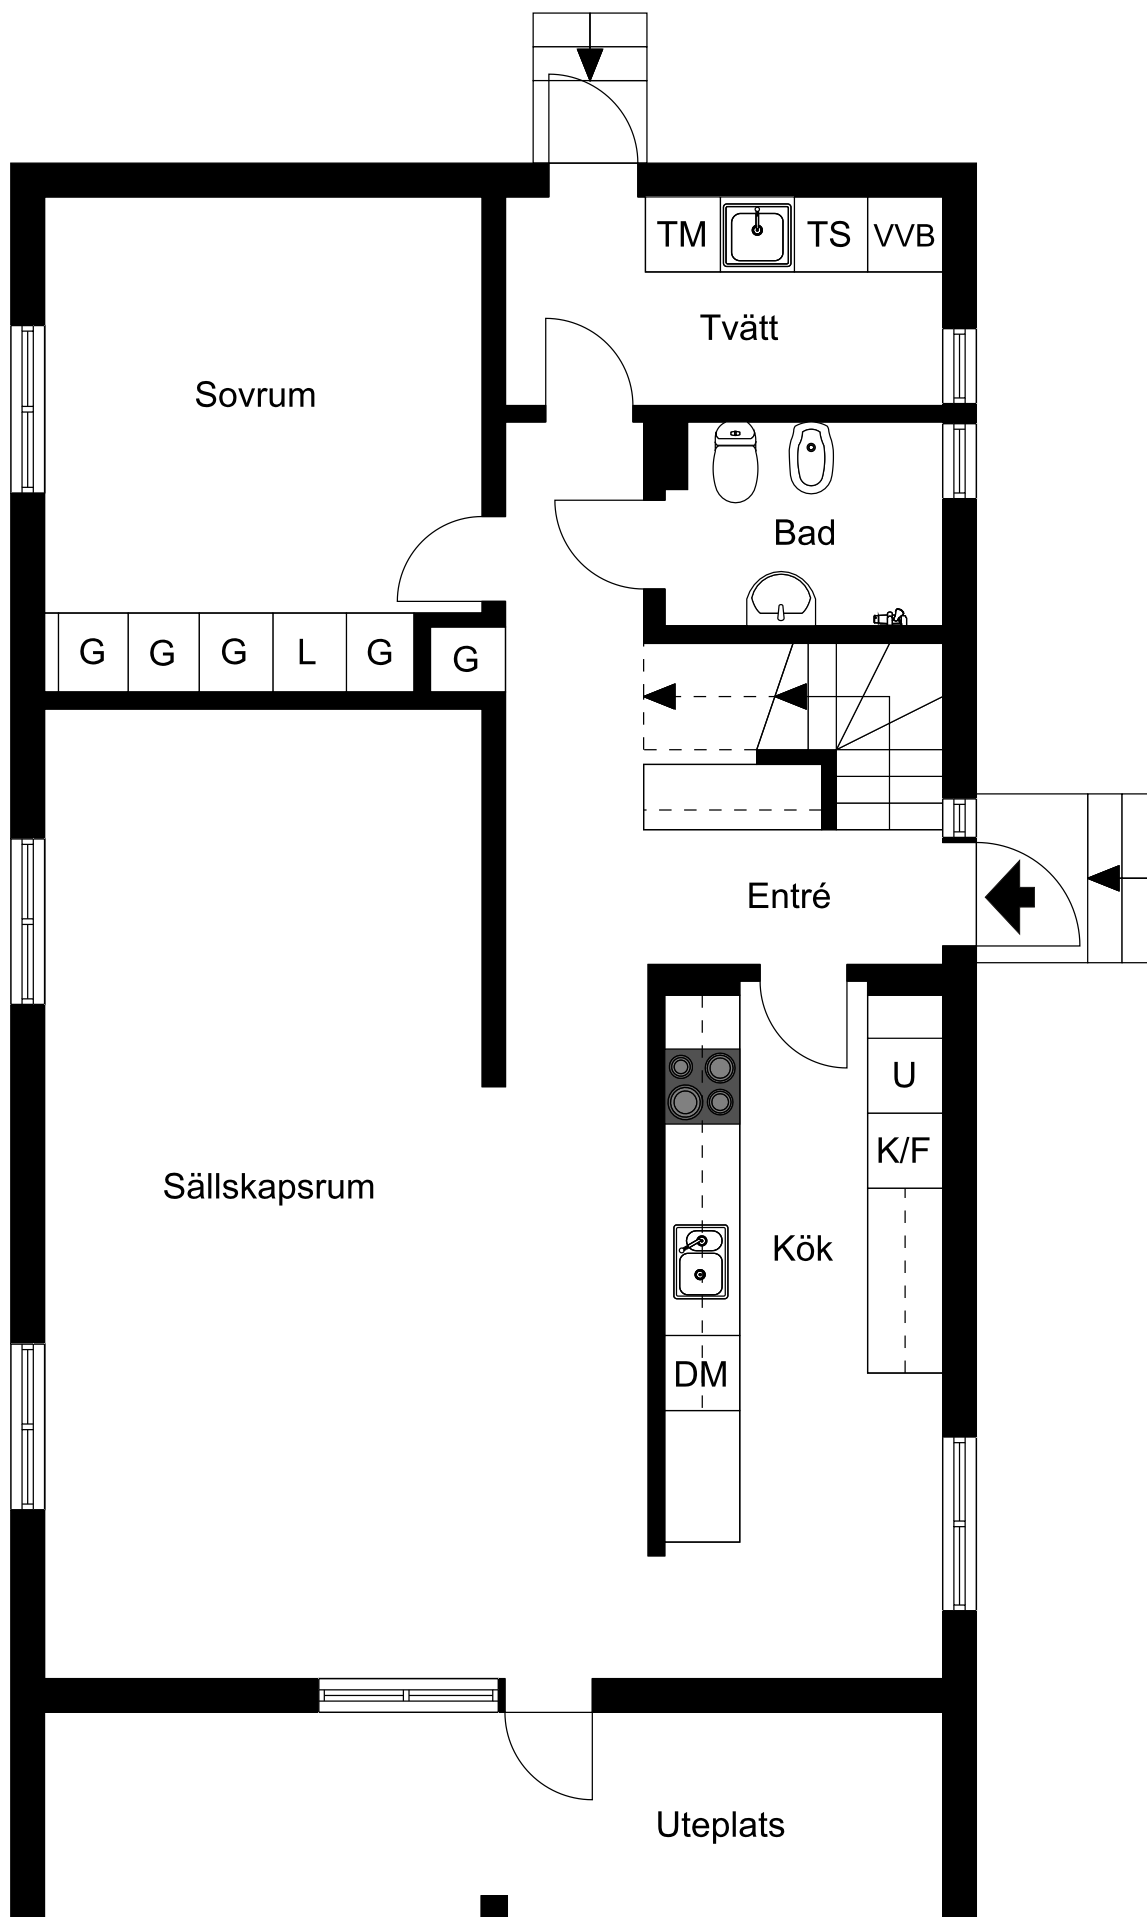 TM
TS
VVB
Tvätt
Sovrum
Bad
G
G
G
L
G
G
Entré
U
K/F
Sällskapsrum
Kök
DM
Uteplats